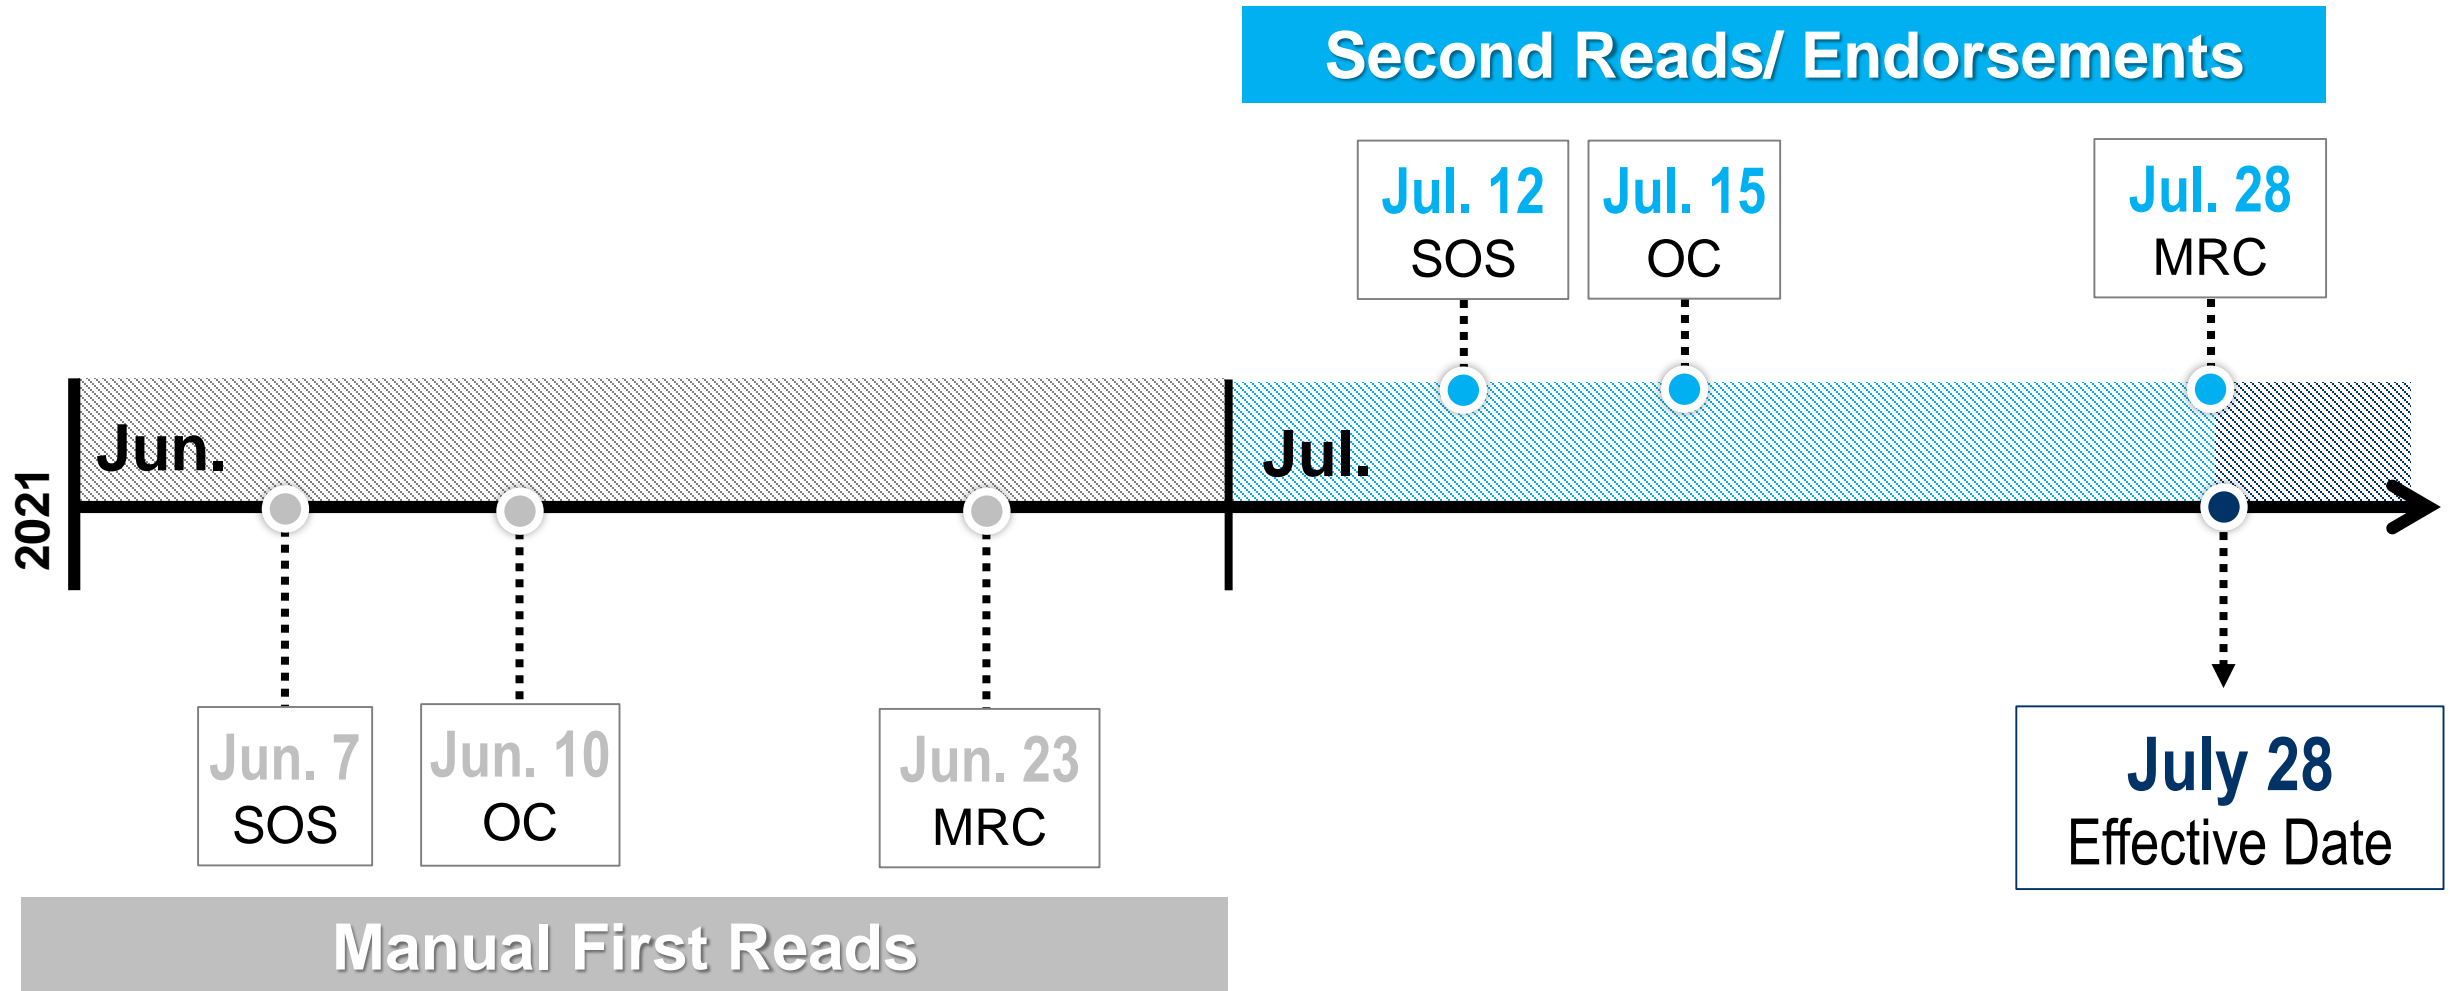 Second Reads/ Endorsements
Jul. 12
SOS
Jul. 15
OC
Jul. 28
MRC
2021
Jun.
Jul.
Jun. 7
SOS
Jun. 10
OC
Jun. 23
MRC
July 28
Effective Date
Manual First Reads